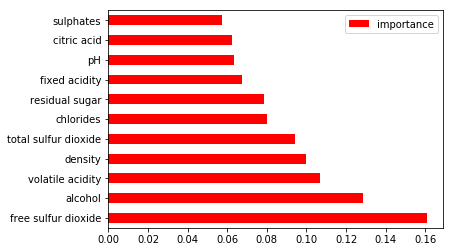 sulphates
citric acid
pH
fixed acidity
residual sugar
chlorides
total sulfur dioxide
density
volatile acidity
alcohol
free sulfur dioxide
importance
0.00 0.02 0.04 0.06 0.08 0.10 0.12 0.14 0.16